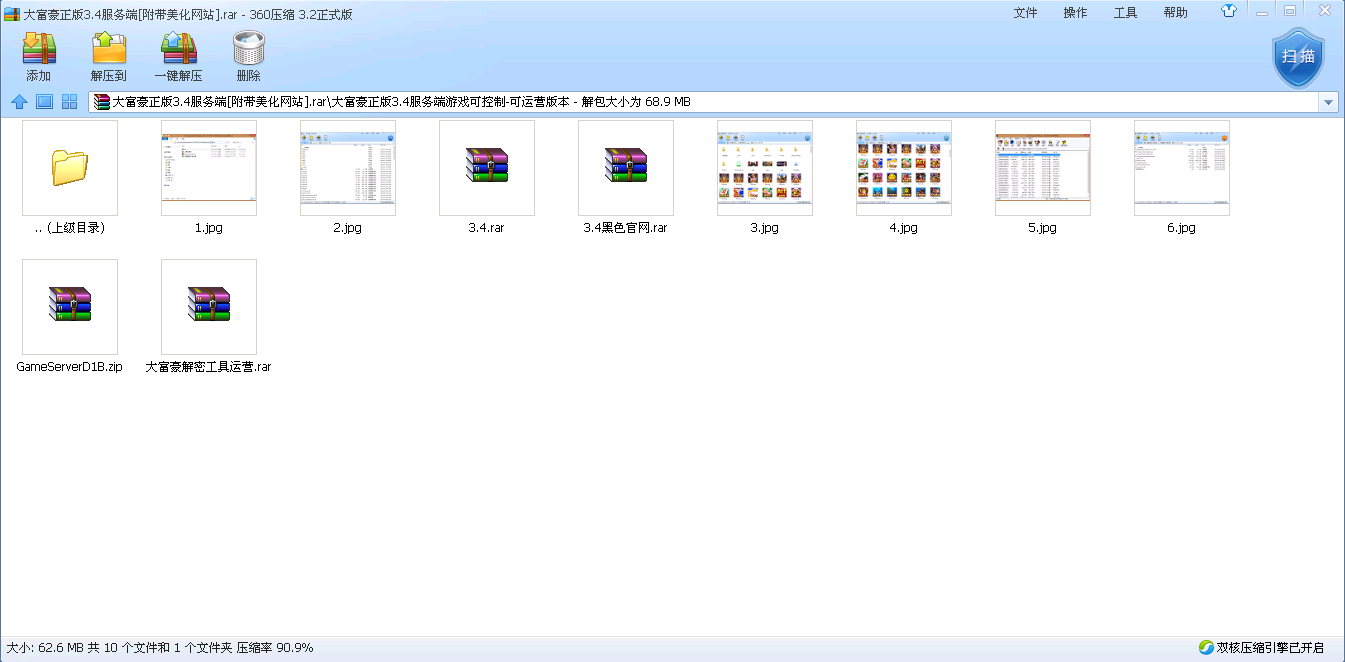 大富豪正版3.4服务端[附带美化网站].rar - 360压缩 3.2正式版
文件 操作 工具 帮助
添加 解压到 一键解压 删除
扫描
大富豪正版3.4服务端[附带美化网站].rar\大富豪正版3.4服务端游戏可控制-可运营版本 - 解包大小为 68.9 MB
.. (上级目录) 1.jpg 2.jpg 3.4.rar 3.4黑色官网.rar 3.jpg 4.jpg 5.jpg 6.jpg
GameServerD1B.zip 大富豪解密工具运营.rar
大小: 62.6 MB 共 10 个文件和 1 个文件夹 压缩率 90.9%
双核压缩引擎已开启